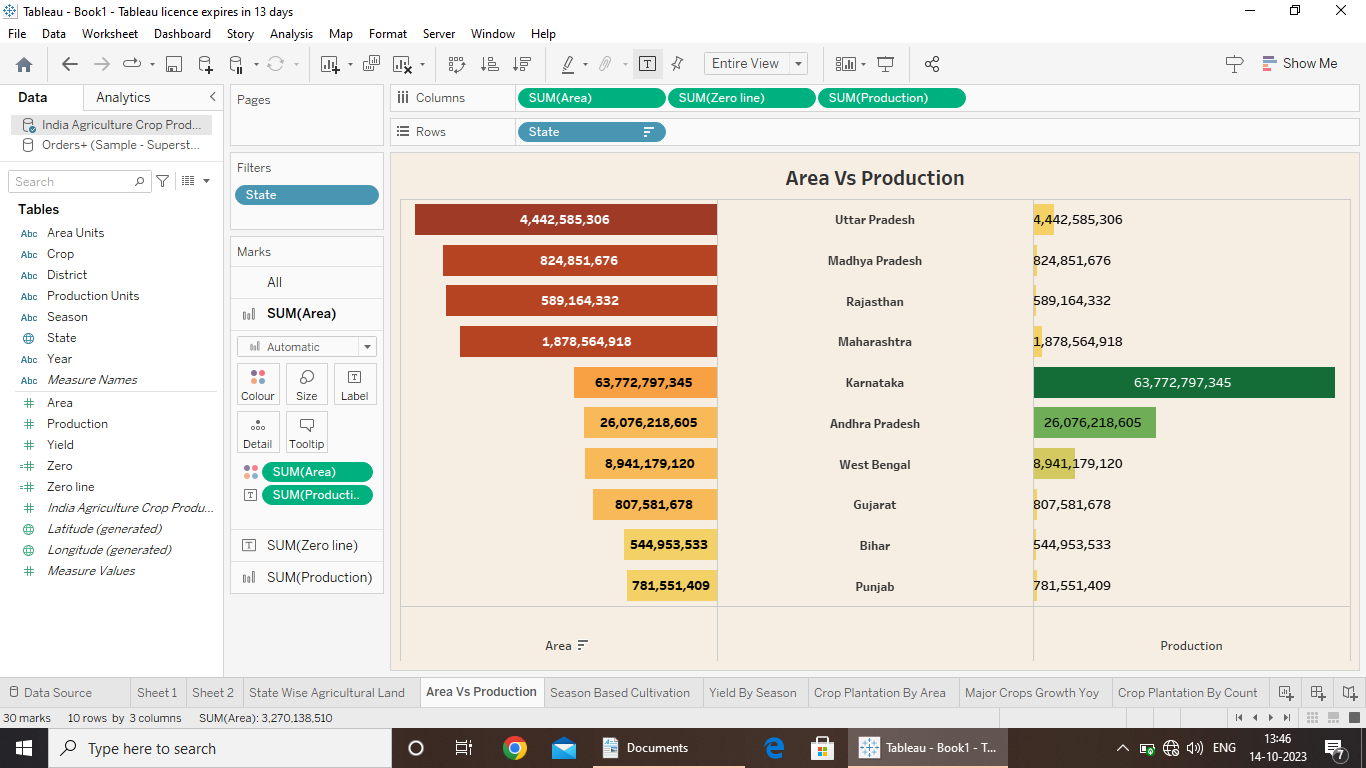 Tableau - Book1 - Tableau licence expires in 13 days
File Data Worksheet Dashboard Story Analysis Map Format Server Window Help
Entire View
Show Me
Data Analytics
India Agriculture Crop Prod...
Orders+ (Sample - Superst...
Search
Tables
Abc Area Units
Abc Crop
Abc District
Abc Production Units
Abc Season
State
Abc Year
Abc Measure Names
Area
Production
Yield
Zero
Zero line
India Agriculture Crop Produ...
Latitude (generated)
Longitude (generated)
Measure Values
Pages
Filters
State
Marks
All
SUM(Area)
Automatic
Colour Size Label
Detail Tooltip
SUM(Area)
SUM(Producti..
SUM(Zero line)
SUM(Production)
Columns SUM(Area) SUM(Zero line) SUM(Production)
Rows State
Area Vs Production
4,442,585,306 Uttar Pradesh 4,442,585,306
824,851,676 Madhya Pradesh 824,851,676
589,164,332 Rajasthan 589,164,332
1,878,564,918 Maharashtra 1,878,564,918
63,772,797,345 Karnataka 63,772,797,345
26,076,218,605 Andhra Pradesh 26,076,218,605
8,941,179,120 West Bengal 8,941,179,120
807,581,678 Gujarat 807,581,678
544,953,533 Bihar 544,953,533
781,551,409 Punjab 781,551,409
Area Production
Data Source Sheet 1 Sheet 2 State Wise Agricultural Land Area Vs Production Season Based Cultivation Yield By Season Crop Plantation By Area Major Crops Growth Yoy Crop Plantation By Count
30 marks 10 rows by 3 columns SUM(Area): 3,270,138,510
Type here to search
Documents
Tableau - Book1 - T...
ENG
13:46
14-10-2023
7